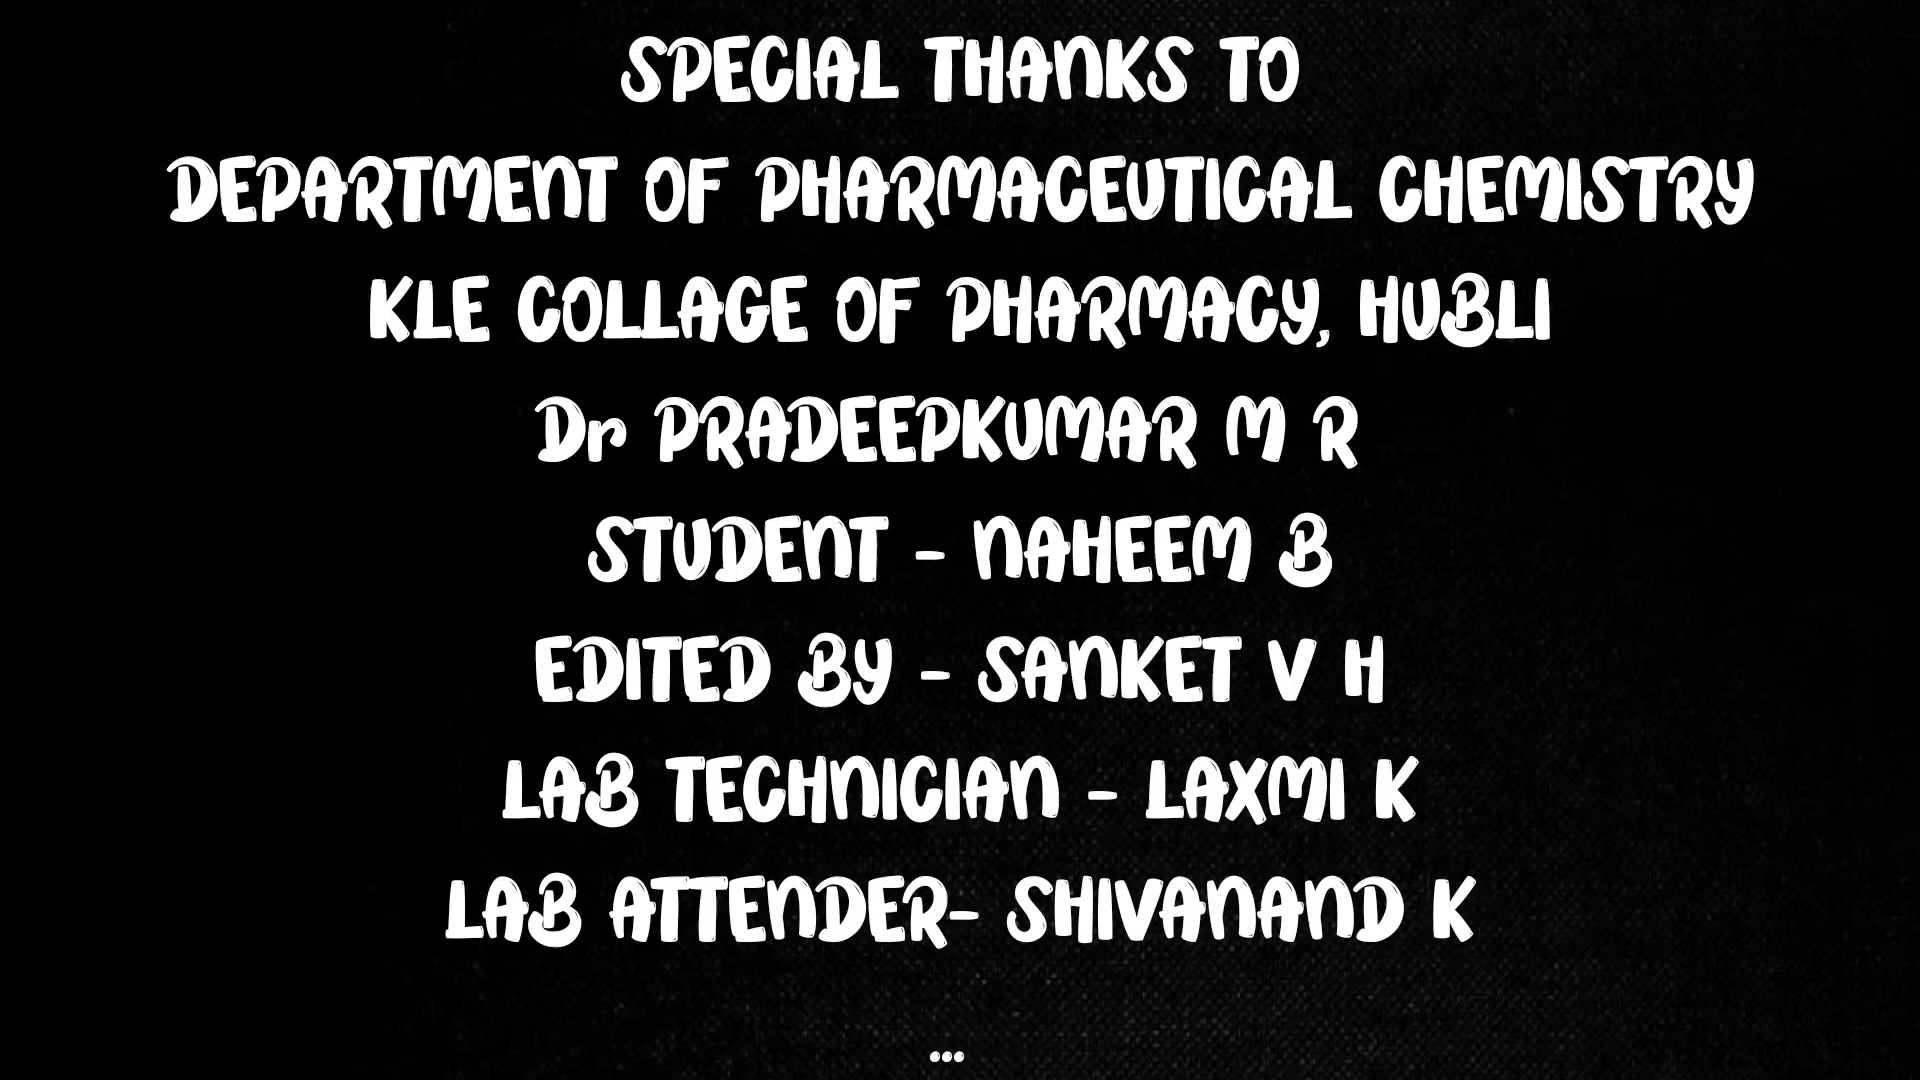 SPECIAL THANKS TO
DEPARTMENT OF PHARMACEUTICAL CHEMISTRY
KLE COLLAGE OF PHARMACY, HUBLI
Dr PRADEEPKUMAR M R
STUDENT - NAHEEM B
EDITED BY - SANKET V H
LAB TECHNICIAN - LAXMI K
LAB ATTENDER- SHIVANAND K
...